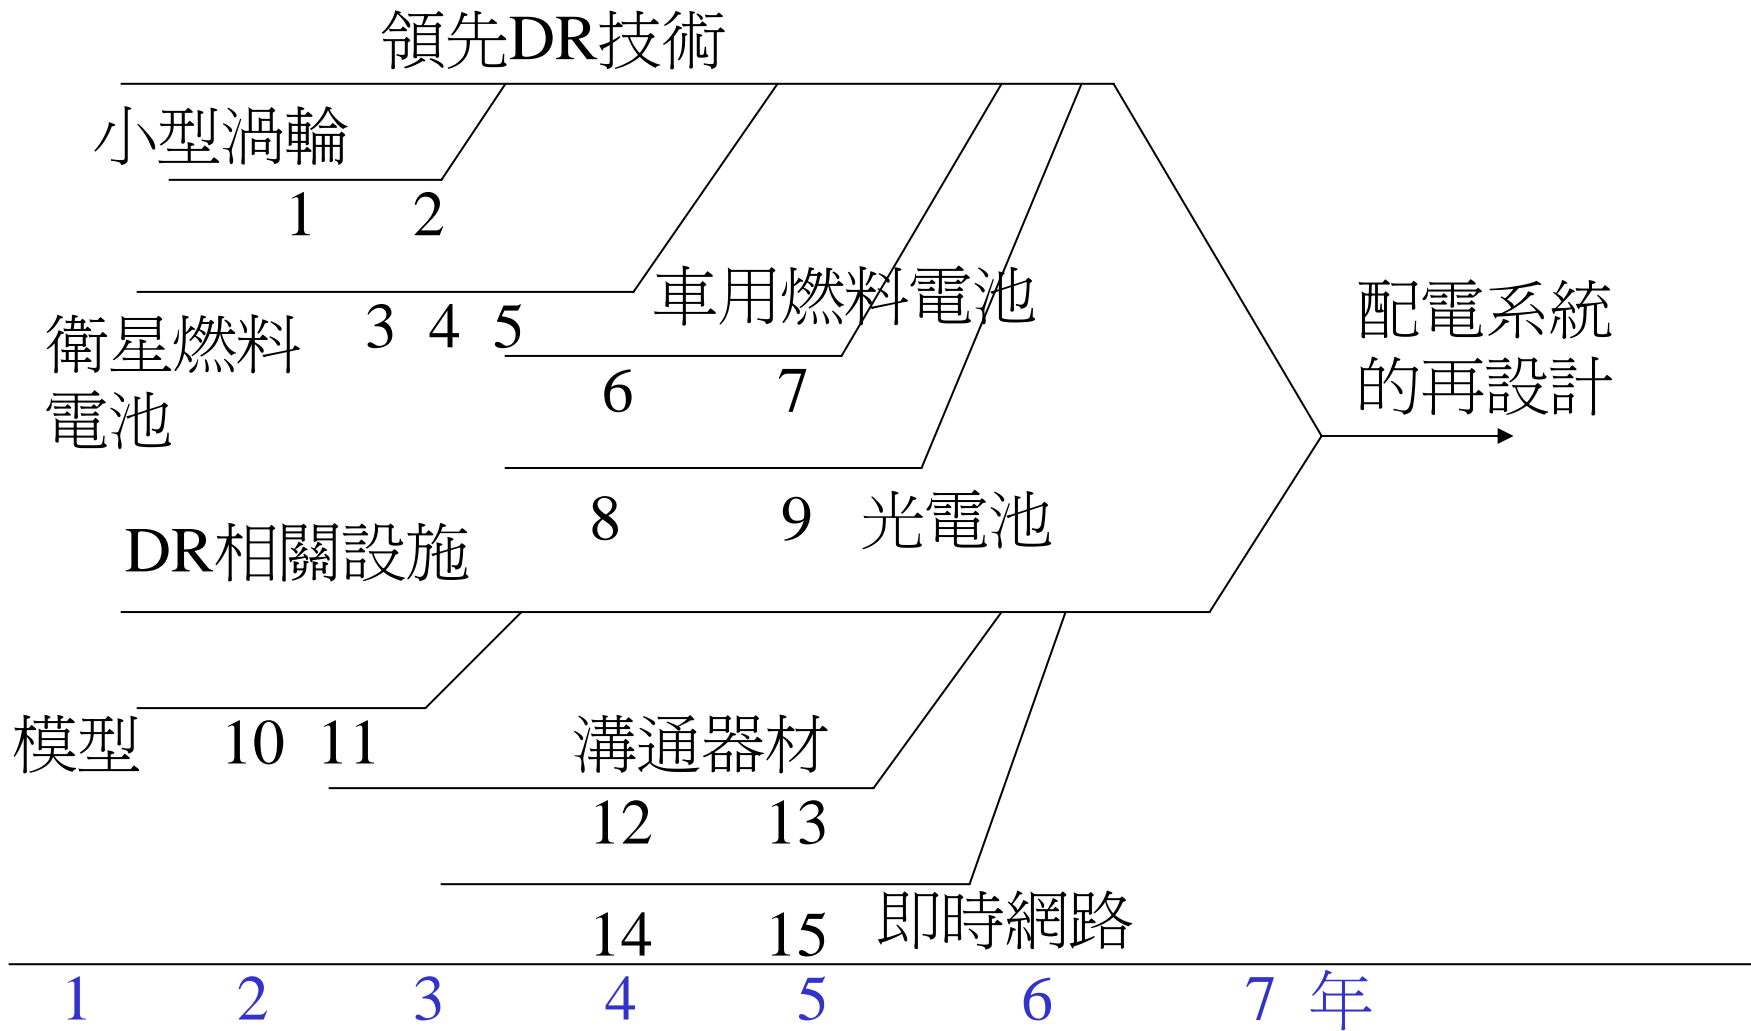 領先DR技術
小型渦輪
1 2
車用燃料電池
3 4 5
衛星燃料
電池
配電系統
的再設計
6 7
8 9 光電池
DR相關設施
模型 10 11
溝通器材
12 13
14 15 即時網路
1 2 3 4 5 6 7 年